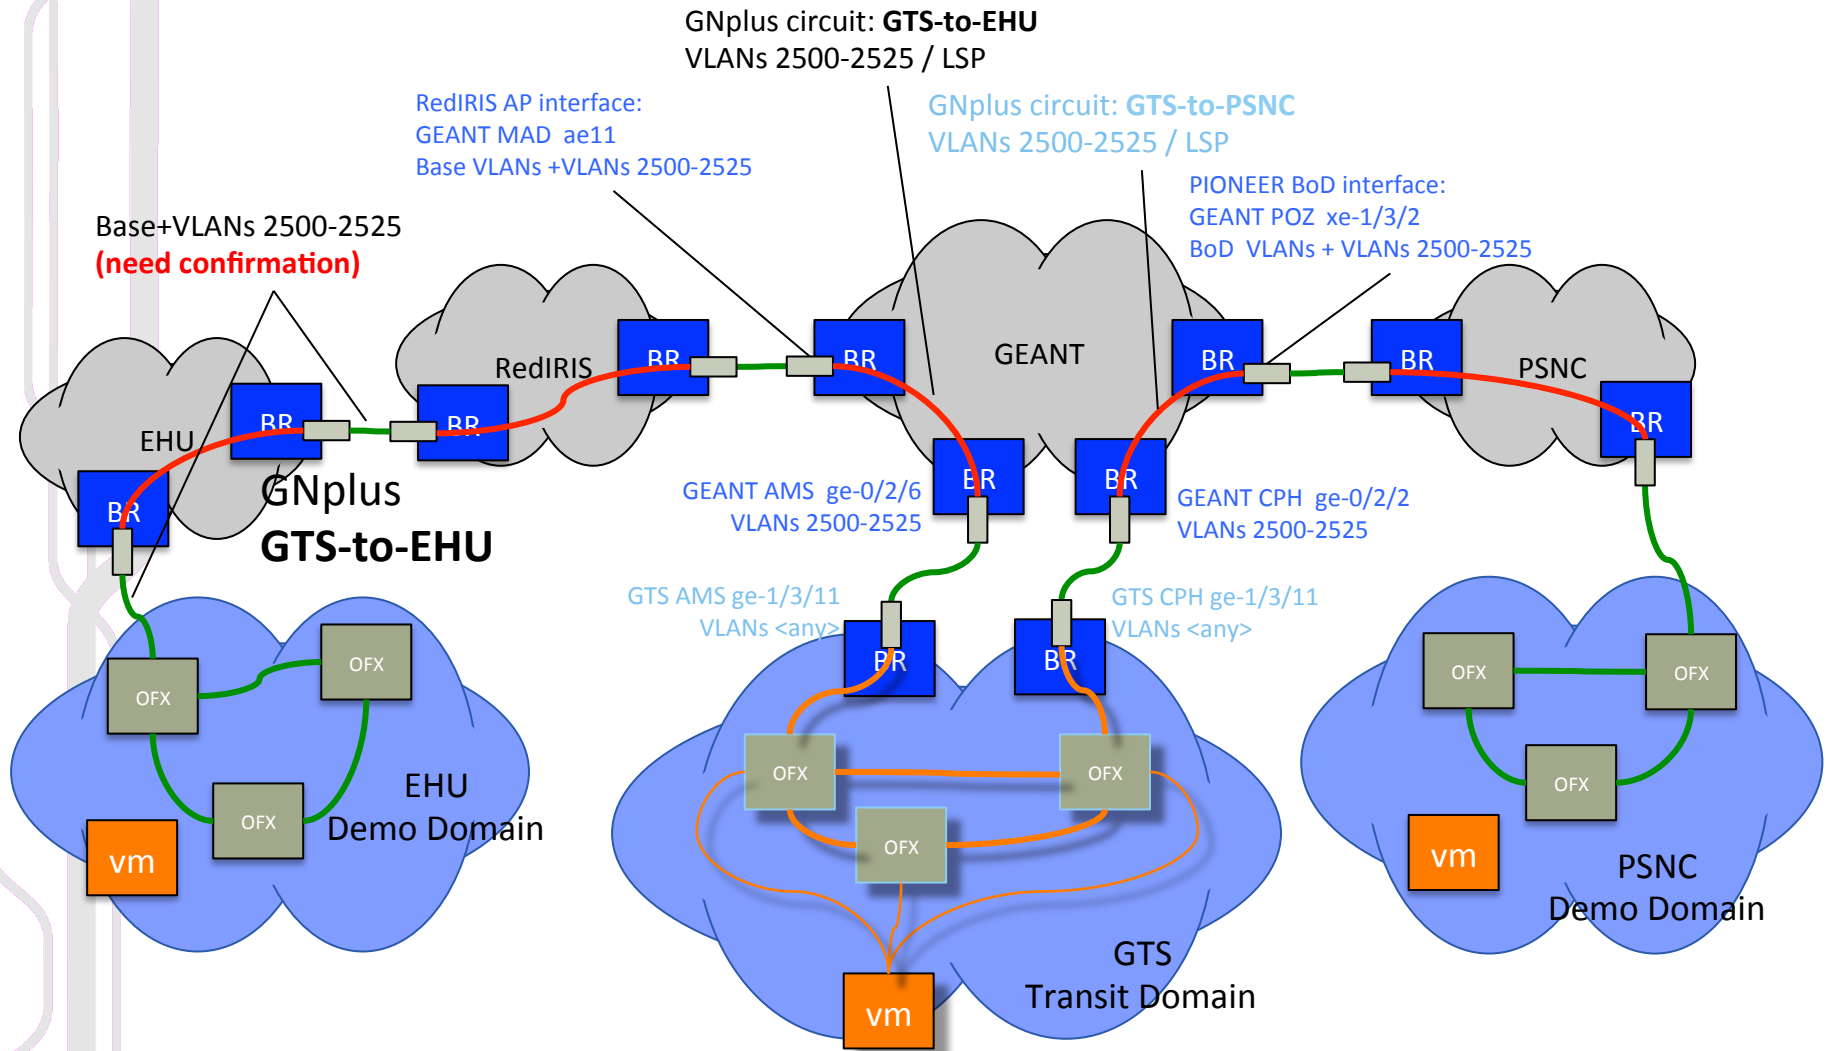 GNplus circuit: GTS-to-EHU
VLANs 2500-2525 / LSP
RedIRIS AP interface:
GEANT MAD ae11
Base VLANs +VLANs 2500-2525
GNplus circuit: GTS-to-PSNC
VLANs 2500-2525 / LSP
PIONEER BoD interface:
GEANT POZ xe-1/3/2
BoD VLANs + VLANs 2500-2525
Base+VLANs 2500-2525
(need confirmation)
EHU
BR
BR
RedIRIS
BR
BR
GEANT
BR
BR
BR
BR
PSNC
BR
BR
GNplus
GTS-to-EHU
GEANT AMS ge-0/2/6
VLANs 2500-2525
GEANT CPH ge-0/2/2
VLANs 2500-2525
GTS AMS ge-1/3/11
VLANs <any>
GTS CPH ge-1/3/11
VLANs <any>
BR
BR
OFX
OFX
OFX
EHU
Demo Domain
vm
OFX
OFX
OFX
GTS
Transit Domain
vm
OFX
OFX
OFX
PSNC
Demo Domain
vm